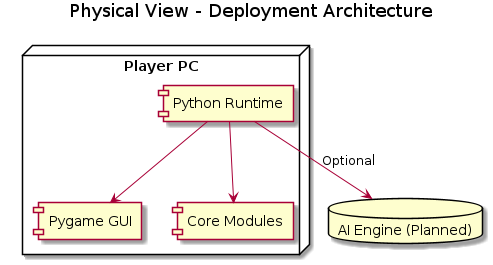 Physical View - Deployment Architecture
Player PC
Python Runtime
Optional
Pygame GUI
Core Modules
AI Engine (Planned)